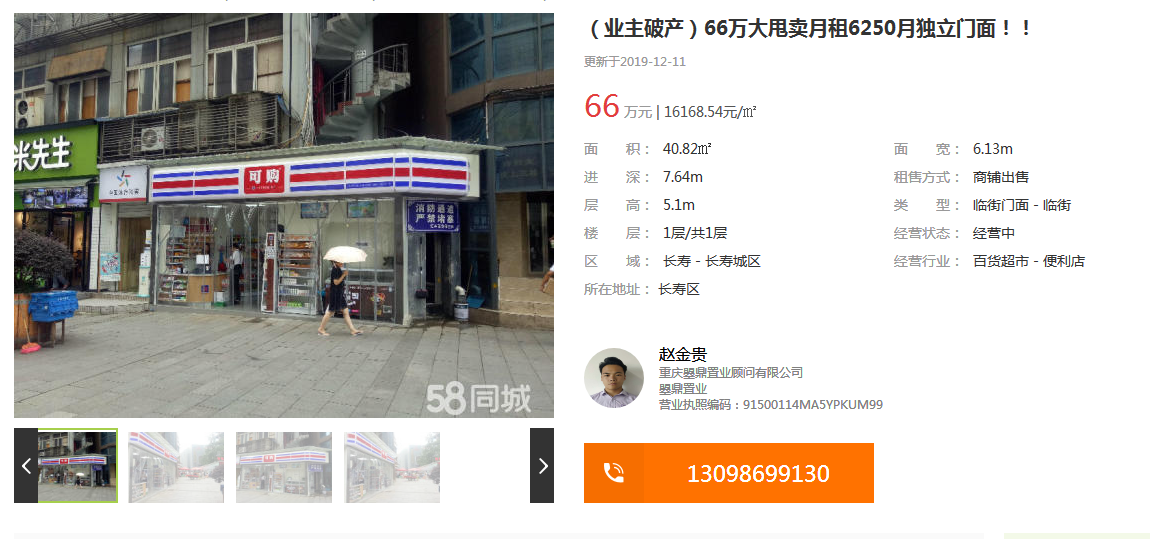 （业主破产）66万大甩卖月租6250月独立门面！！
更新于2019-12-11
66 万元 | 16168.54元/㎡
面 积： 40.82㎡
面 宽： 6.13m
进 深： 7.64m
租售方式： 商铺出售
层 高： 5.1m
类 型： 临街门面 - 临街
楼 层： 1层/共1层
经营状态： 经营中
区 域： 长寿 - 长寿城区
经营行业： 百货超市 - 便利店
所在地址： 长寿区
赵金贵
重庆曌鼎置业顾问有限公司
曌鼎置业
营业执照编码：91500114MA5YPKUM99
13098699130
米先生
可购
消防通道
严禁堵塞
58同城